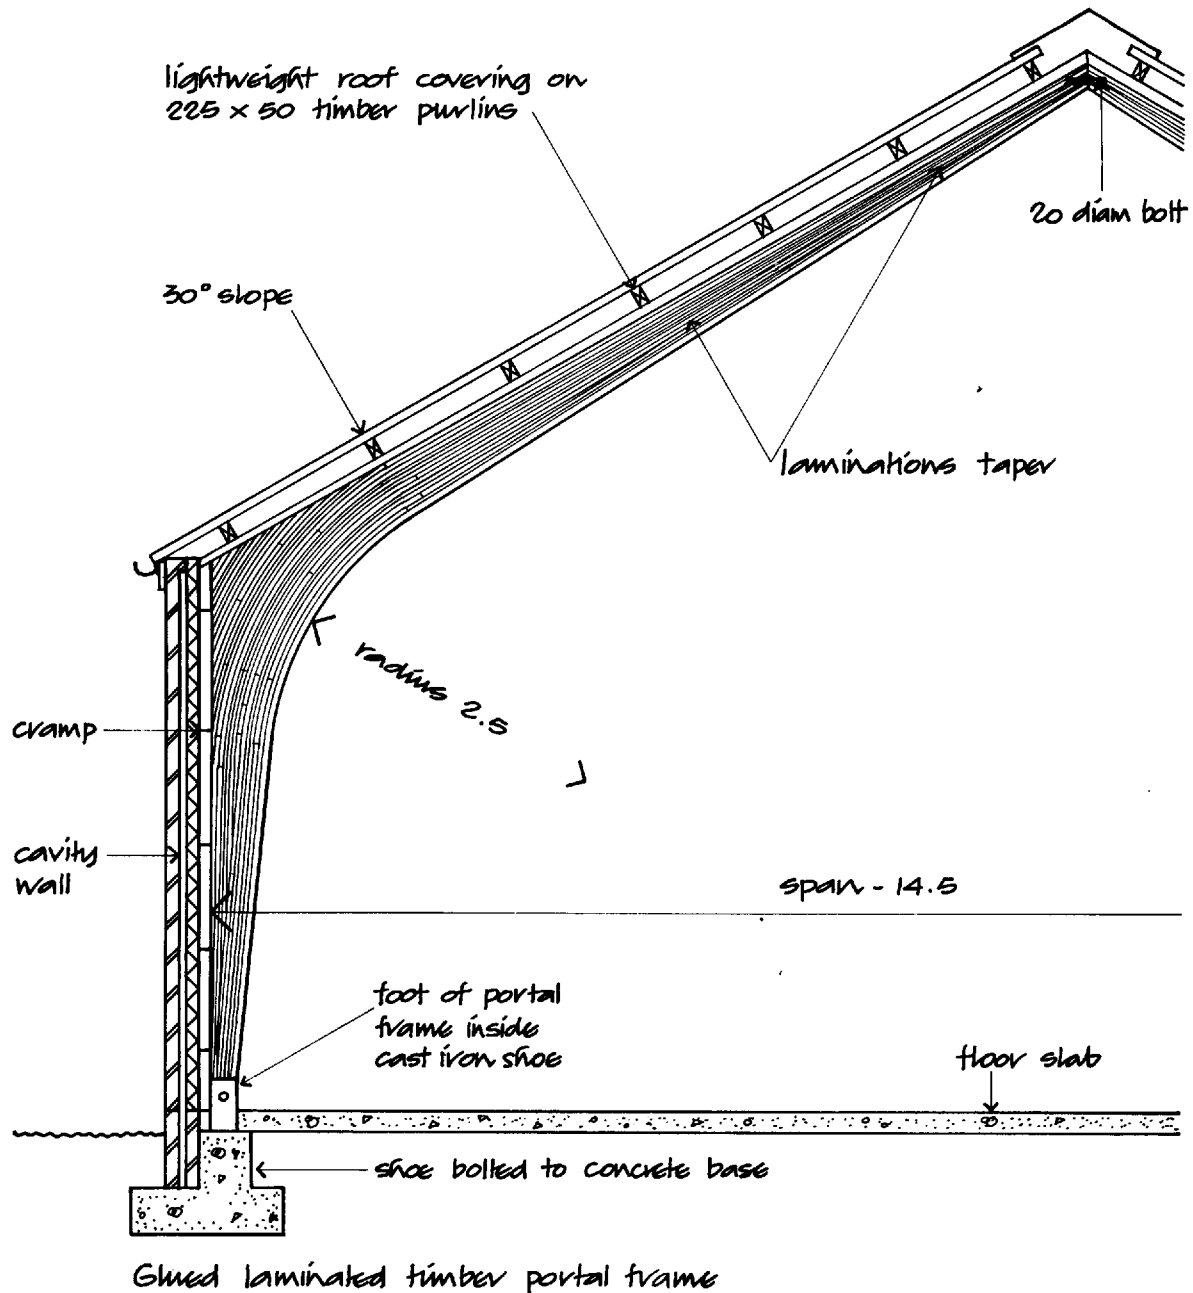 lightweight roof covering on
225 x 50 timber purlins
20 diam bolt
30° slope
laminations taper
radius 2.5
cramp
cavity
wall
span - 14.5
foot of portal
frame inside
cast iron shoe
floor slab
shoe bolted to concrete base
Glued laminated timber portal frame